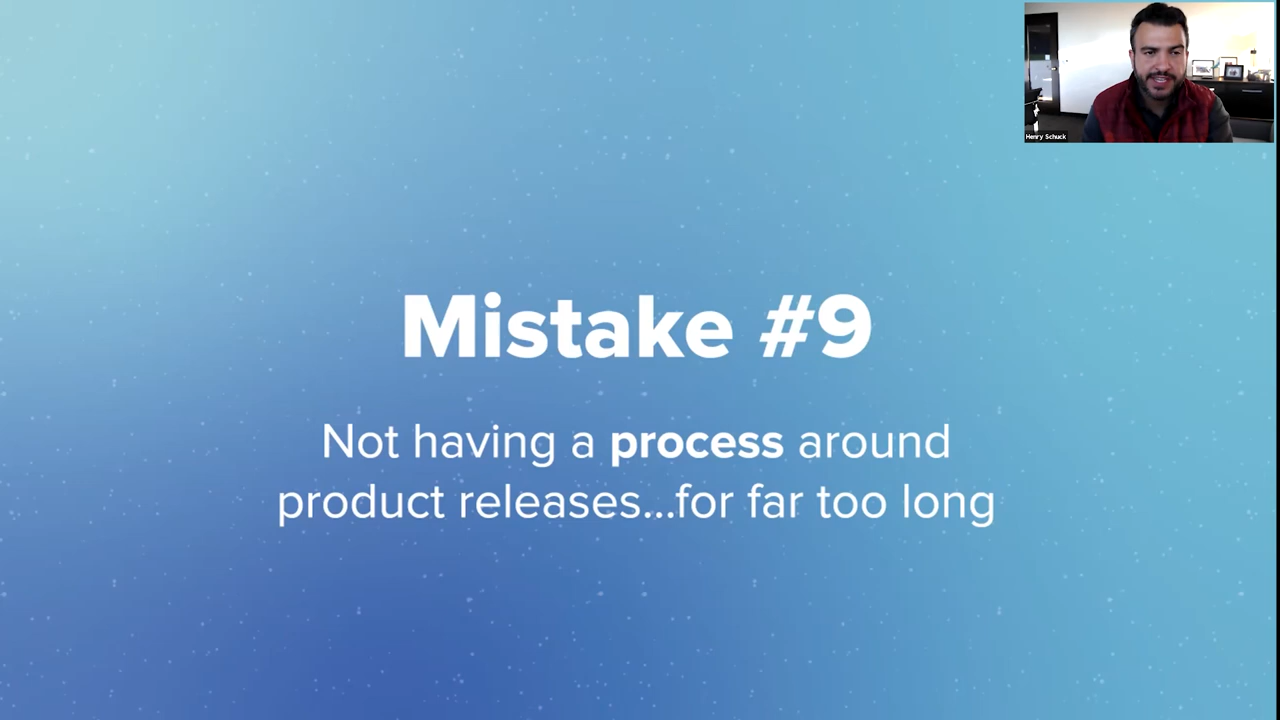 Henry Schuck
Mistake #9
Not having a process around
product releases...for far too long